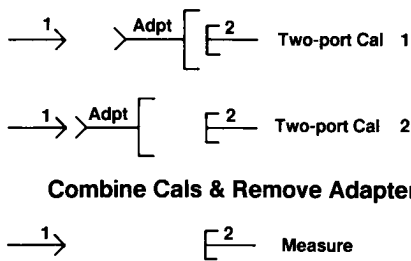 1 Adpt 2 Two-port Cal 1
1 Adpt 2 Two-port Cal 2
Combine Cals & Remove Adapter
1 2 Measure